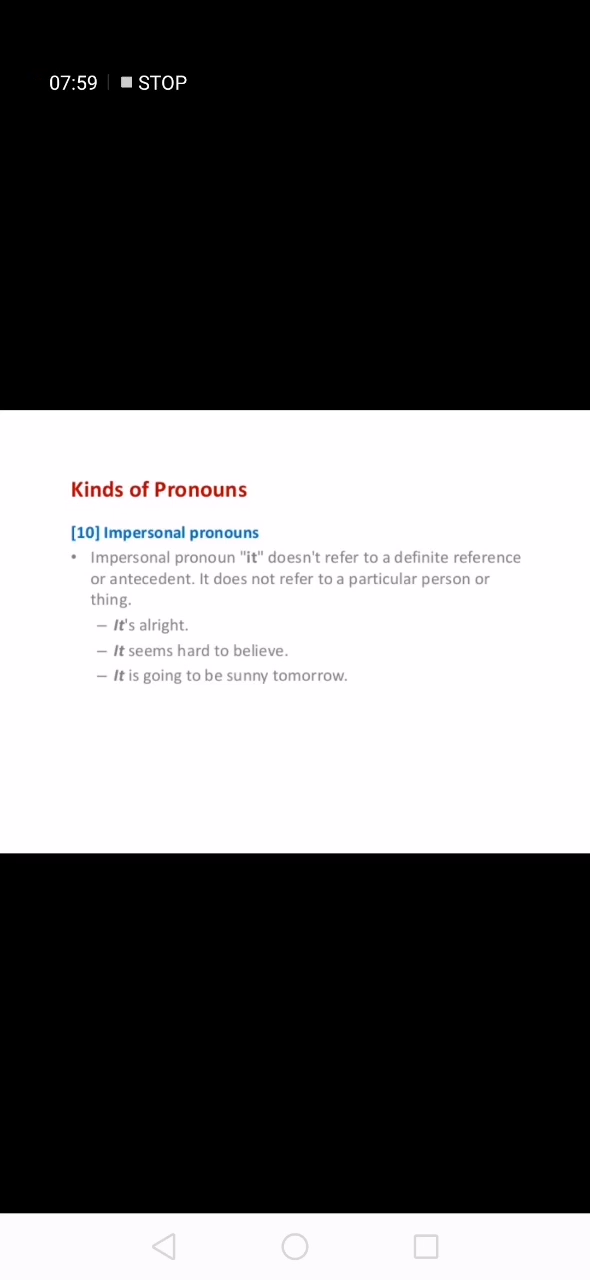 07:59 STOP
Kinds of Pronouns
[10] Impersonal pronouns
• Impersonal pronoun "it" doesn't refer to a definite reference
or antecedent. It does not refer to a particular person or
thing.
– It's alright.
– It seems hard to believe.
– It is going to be sunny tomorrow.